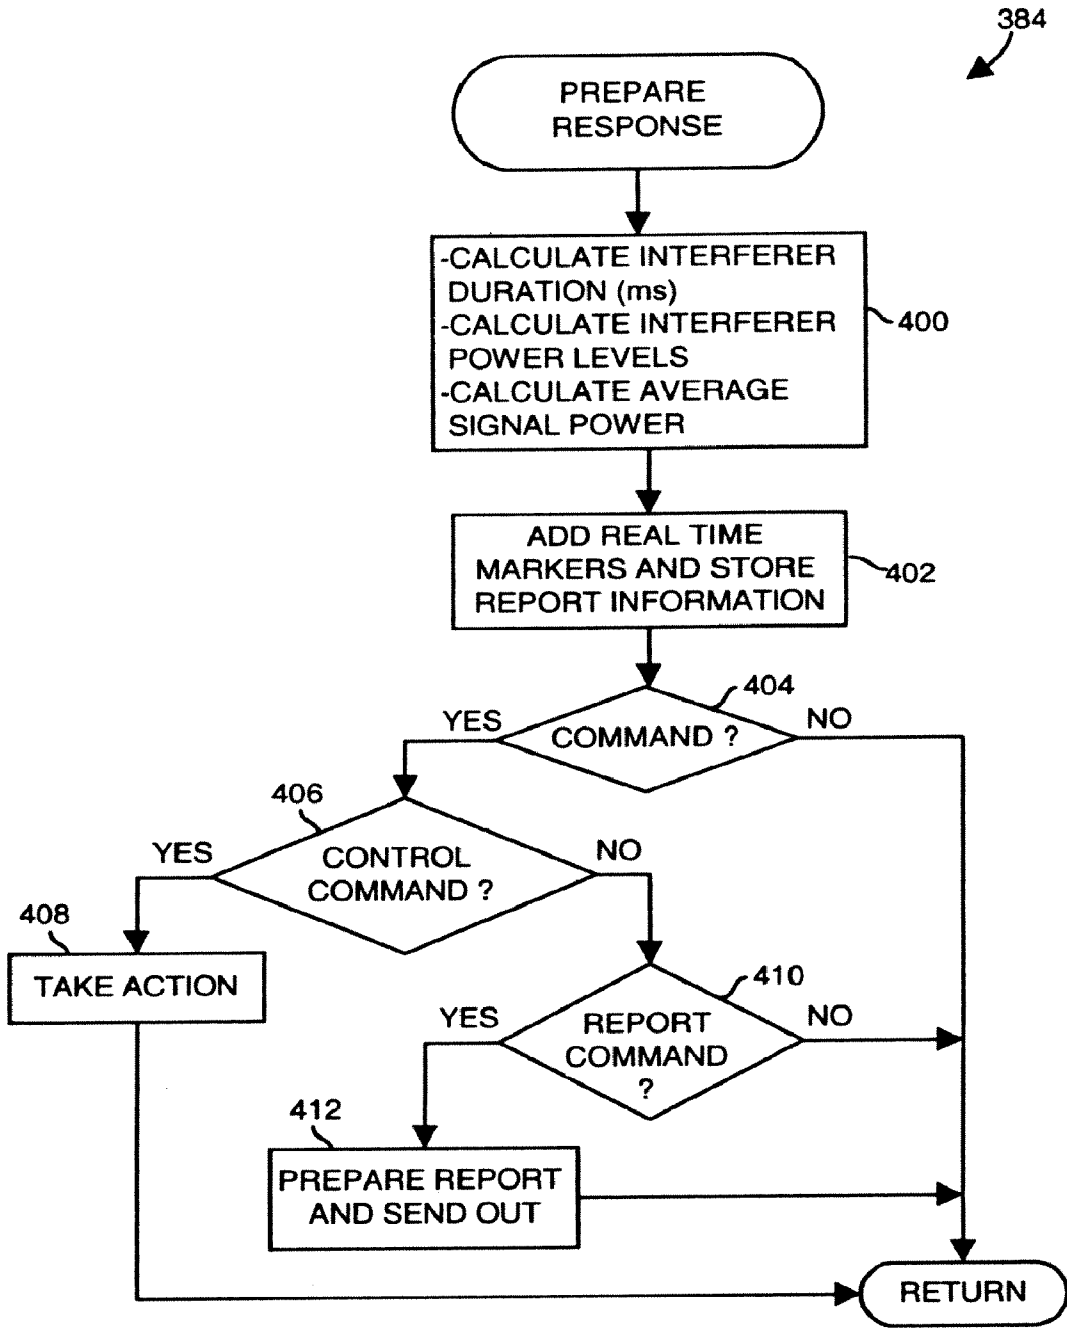 384
PREPARE
RESPONSE
-CALCULATE INTERFERER
DURATION (ms)
-CALCULATE INTERFERER
POWER LEVELS
-CALCULATE AVERAGE
SIGNAL POWER
400
ADD REAL TIME
MARKERS AND STORE
REPORT INFORMATION
402
404
YES
COMMAND ?
NO
406
YES
CONTROL
COMMAND ?
NO
408
TAKE ACTION
410
YES
REPORT
COMMAND
?
NO
412
PREPARE REPORT
AND SEND OUT
RETURN